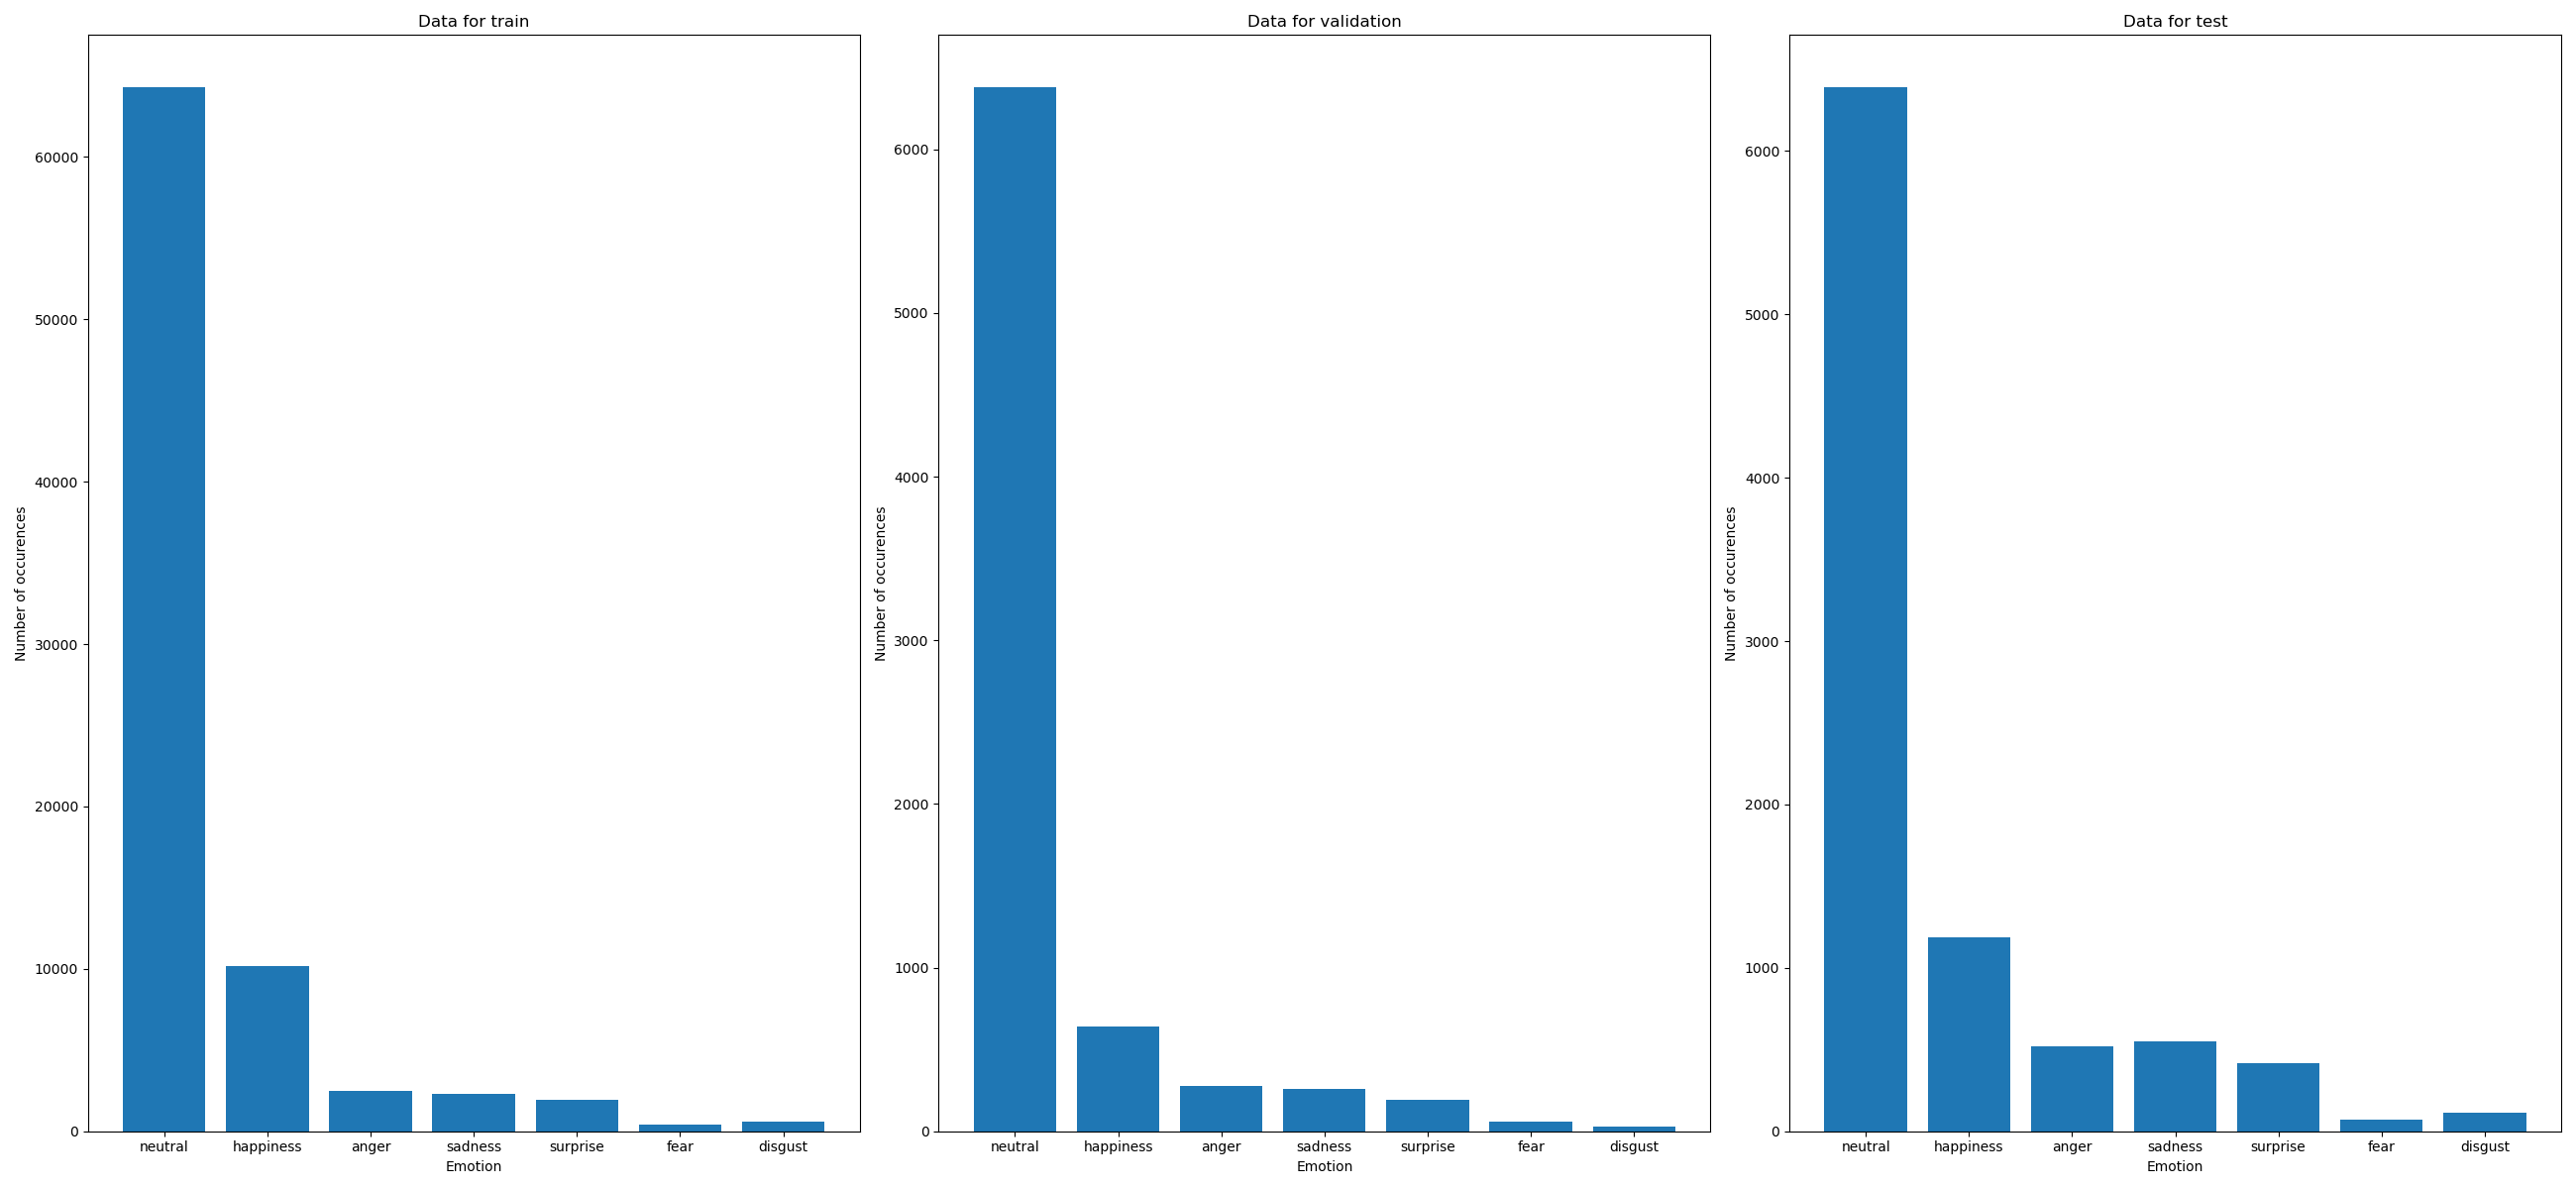 Data for train
Number of occurences
60000
50000
40000
30000
20000
10000
0
neutral happiness anger sadness surprise fear disgust
Emotion
Data for validation
Number of occurences
6000
5000
4000
3000
2000
1000
0
neutral happiness anger sadness surprise fear disgust
Emotion
Data for test
Number of occurences
6000
5000
4000
3000
2000
1000
0
neutral happiness anger sadness surprise fear disgust
Emotion